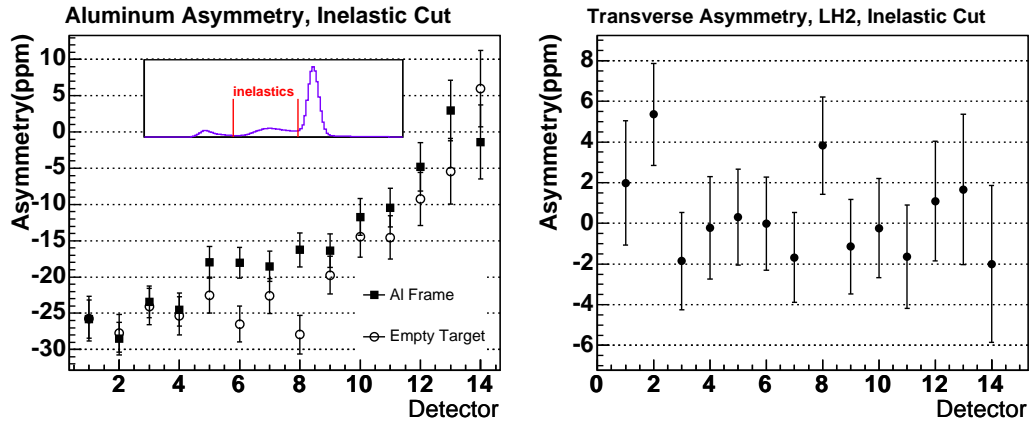 Aluminum Asymmetry, Inelastic Cut
Asymmetry(ppm)
10
5
0
-5
-10
-15
-20
-25
-30
inelastics
Al Frame
Empty Target
2 4 6 8 10 12 14
Detector
Transverse Asymmetry, LH2, Inelastic Cut
Asymmetry(ppm)
8
6
4
2
0
-2
-4
-6
0 2 4 6 8 10 12 14
Detector